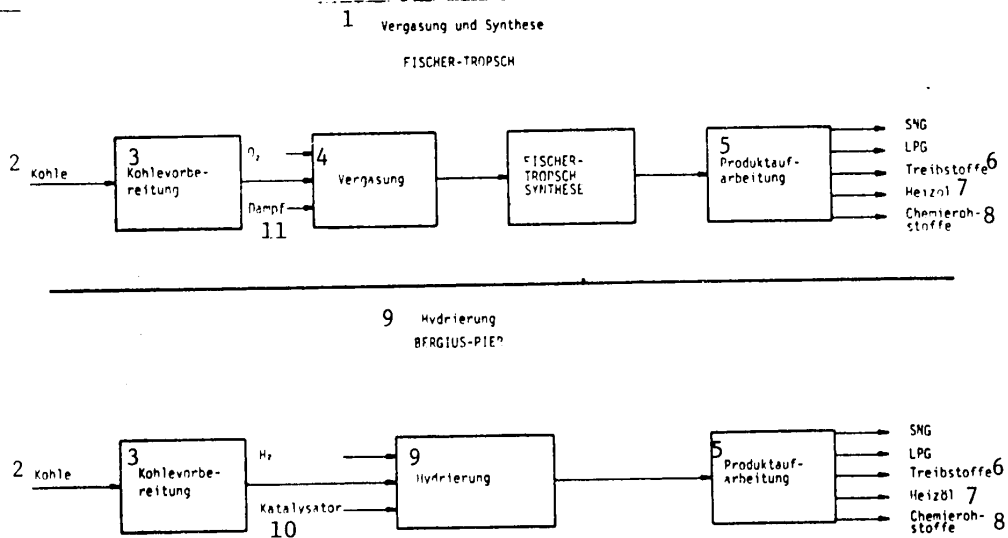 1 Vergasung und Synthese
FISCHER-TROPSCH
2 Kohle
3 Kohlevorbe-
reitung
O₂
Dampf
11
4 Vergasung
FISCHER-
TROPSCH
SYNTHESE
5 Produktauf-
arbeitung
SNG
LPG
Treibstoffe 6
Heizöl 7
Chemieroh- 8
stoffe
9 Hydrierung
BERGIUS-PIER
2 Kohle
3 Kohlevorbe-
reitung
H₂
Katalysator
10
9 Hydrierung
5 Produktauf-
Arbeitung
SNG
LPG
Treibstoffe 6
Heizöl 7
Chemieroh- 8
stoffe